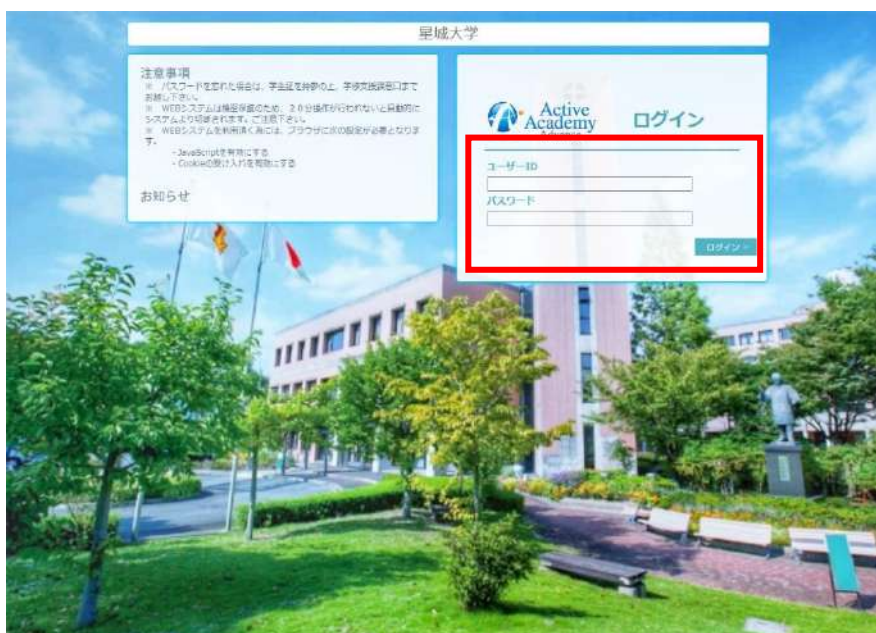 星城大学
注意事項
※ パスワードを忘れた場合は、学生証を持参の上、学修支援課窓口まで
お越し下さい。
※ WEBシステムは機密保護のため、２０分操作が行われないと自動的に
システムより切断されます。ご注意下さい。
※ WEBシステムを利用頂く為には、ブラウザに次の設定が必要となりま
す。
- JavaScriptを有効にする
- Cookieの受け入れを有効にする
お知らせ
Active
Academy
Advance
ログイン
ユーザーID
パスワード
ログイン